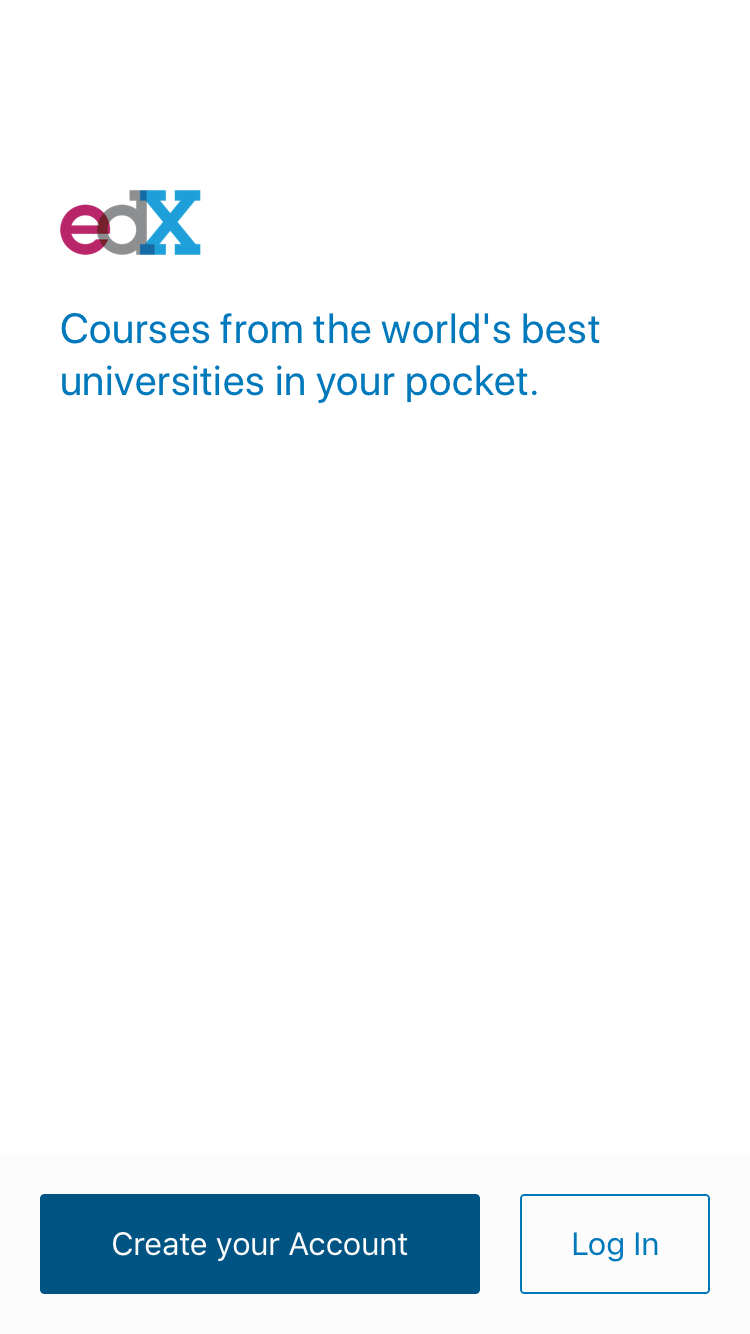 edX
Courses from the world's best
universities in your pocket.
Create your Account
Log In